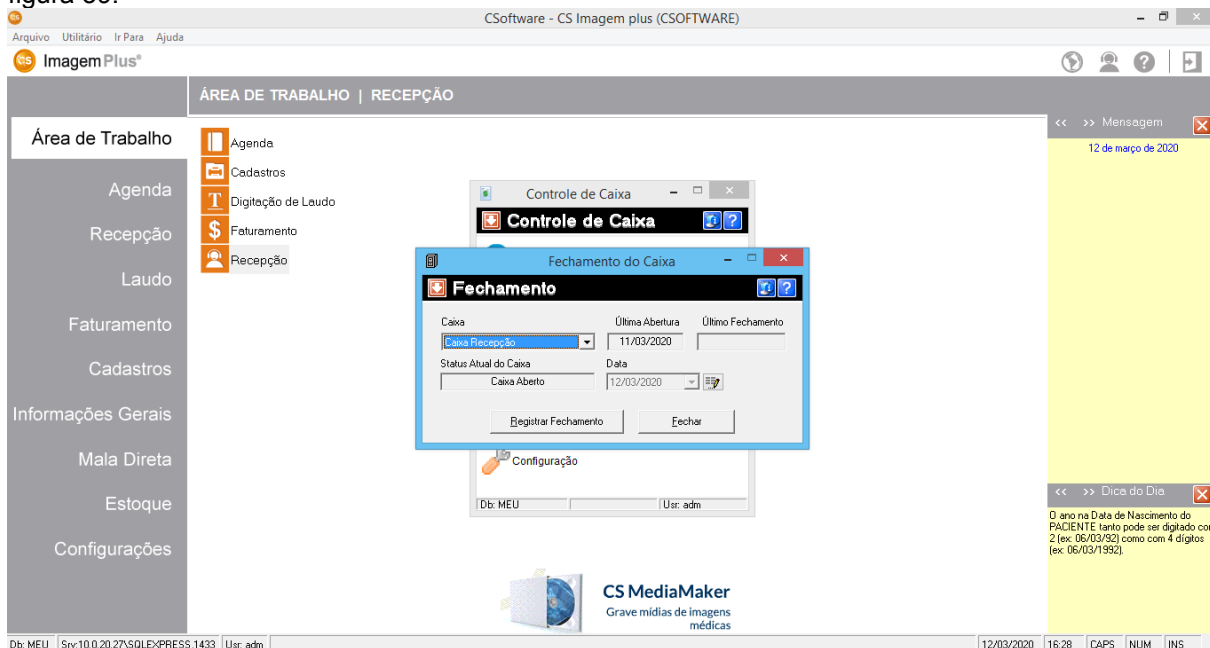 CSoftware - CS Imagem plus (CSOFTWARE)
Arquivo Utilitário Ir Para Ajuda
CS Imagem Plus®
ÁREA DE TRABALHO | RECEPÇÃO
Área de Trabalho
Agenda
Recepção
Laudo
Faturamento
Cadastros
Informações Gerais
Mala Direta
Estoque
Configurações
Agenda
Cadastros
Digitação de Laudo
Faturamento
Recepção
Controle de Caixa
Controle de Caixa
Fechamento do Caixa
Fechamento
Caixa Última Abertura Último Fechamento
Caixa Recepção 11/03/2020
Status Atual do Caixa Data
Caixa Aberto 12/03/2020
Registrar Fechamento Fechar
Configuração
Db: MEU Usr: adm
CS MediaMaker
Grave mídias de imagens
médicas
<< >> Mensagem
12 de março de 2020
<< >> Dica do Dia
O ano na Data de Nascimento do
PACIENTE tanto pode ser digitado
2 (ex: 06/03/92) como com 4 dígitos
(ex: 06/03/1992).
Db: MEU Srv:10.0.20.27\SQLEXPRESS,1433 Usr: adm 12/03/2020 16:28 CAPS NUM INS